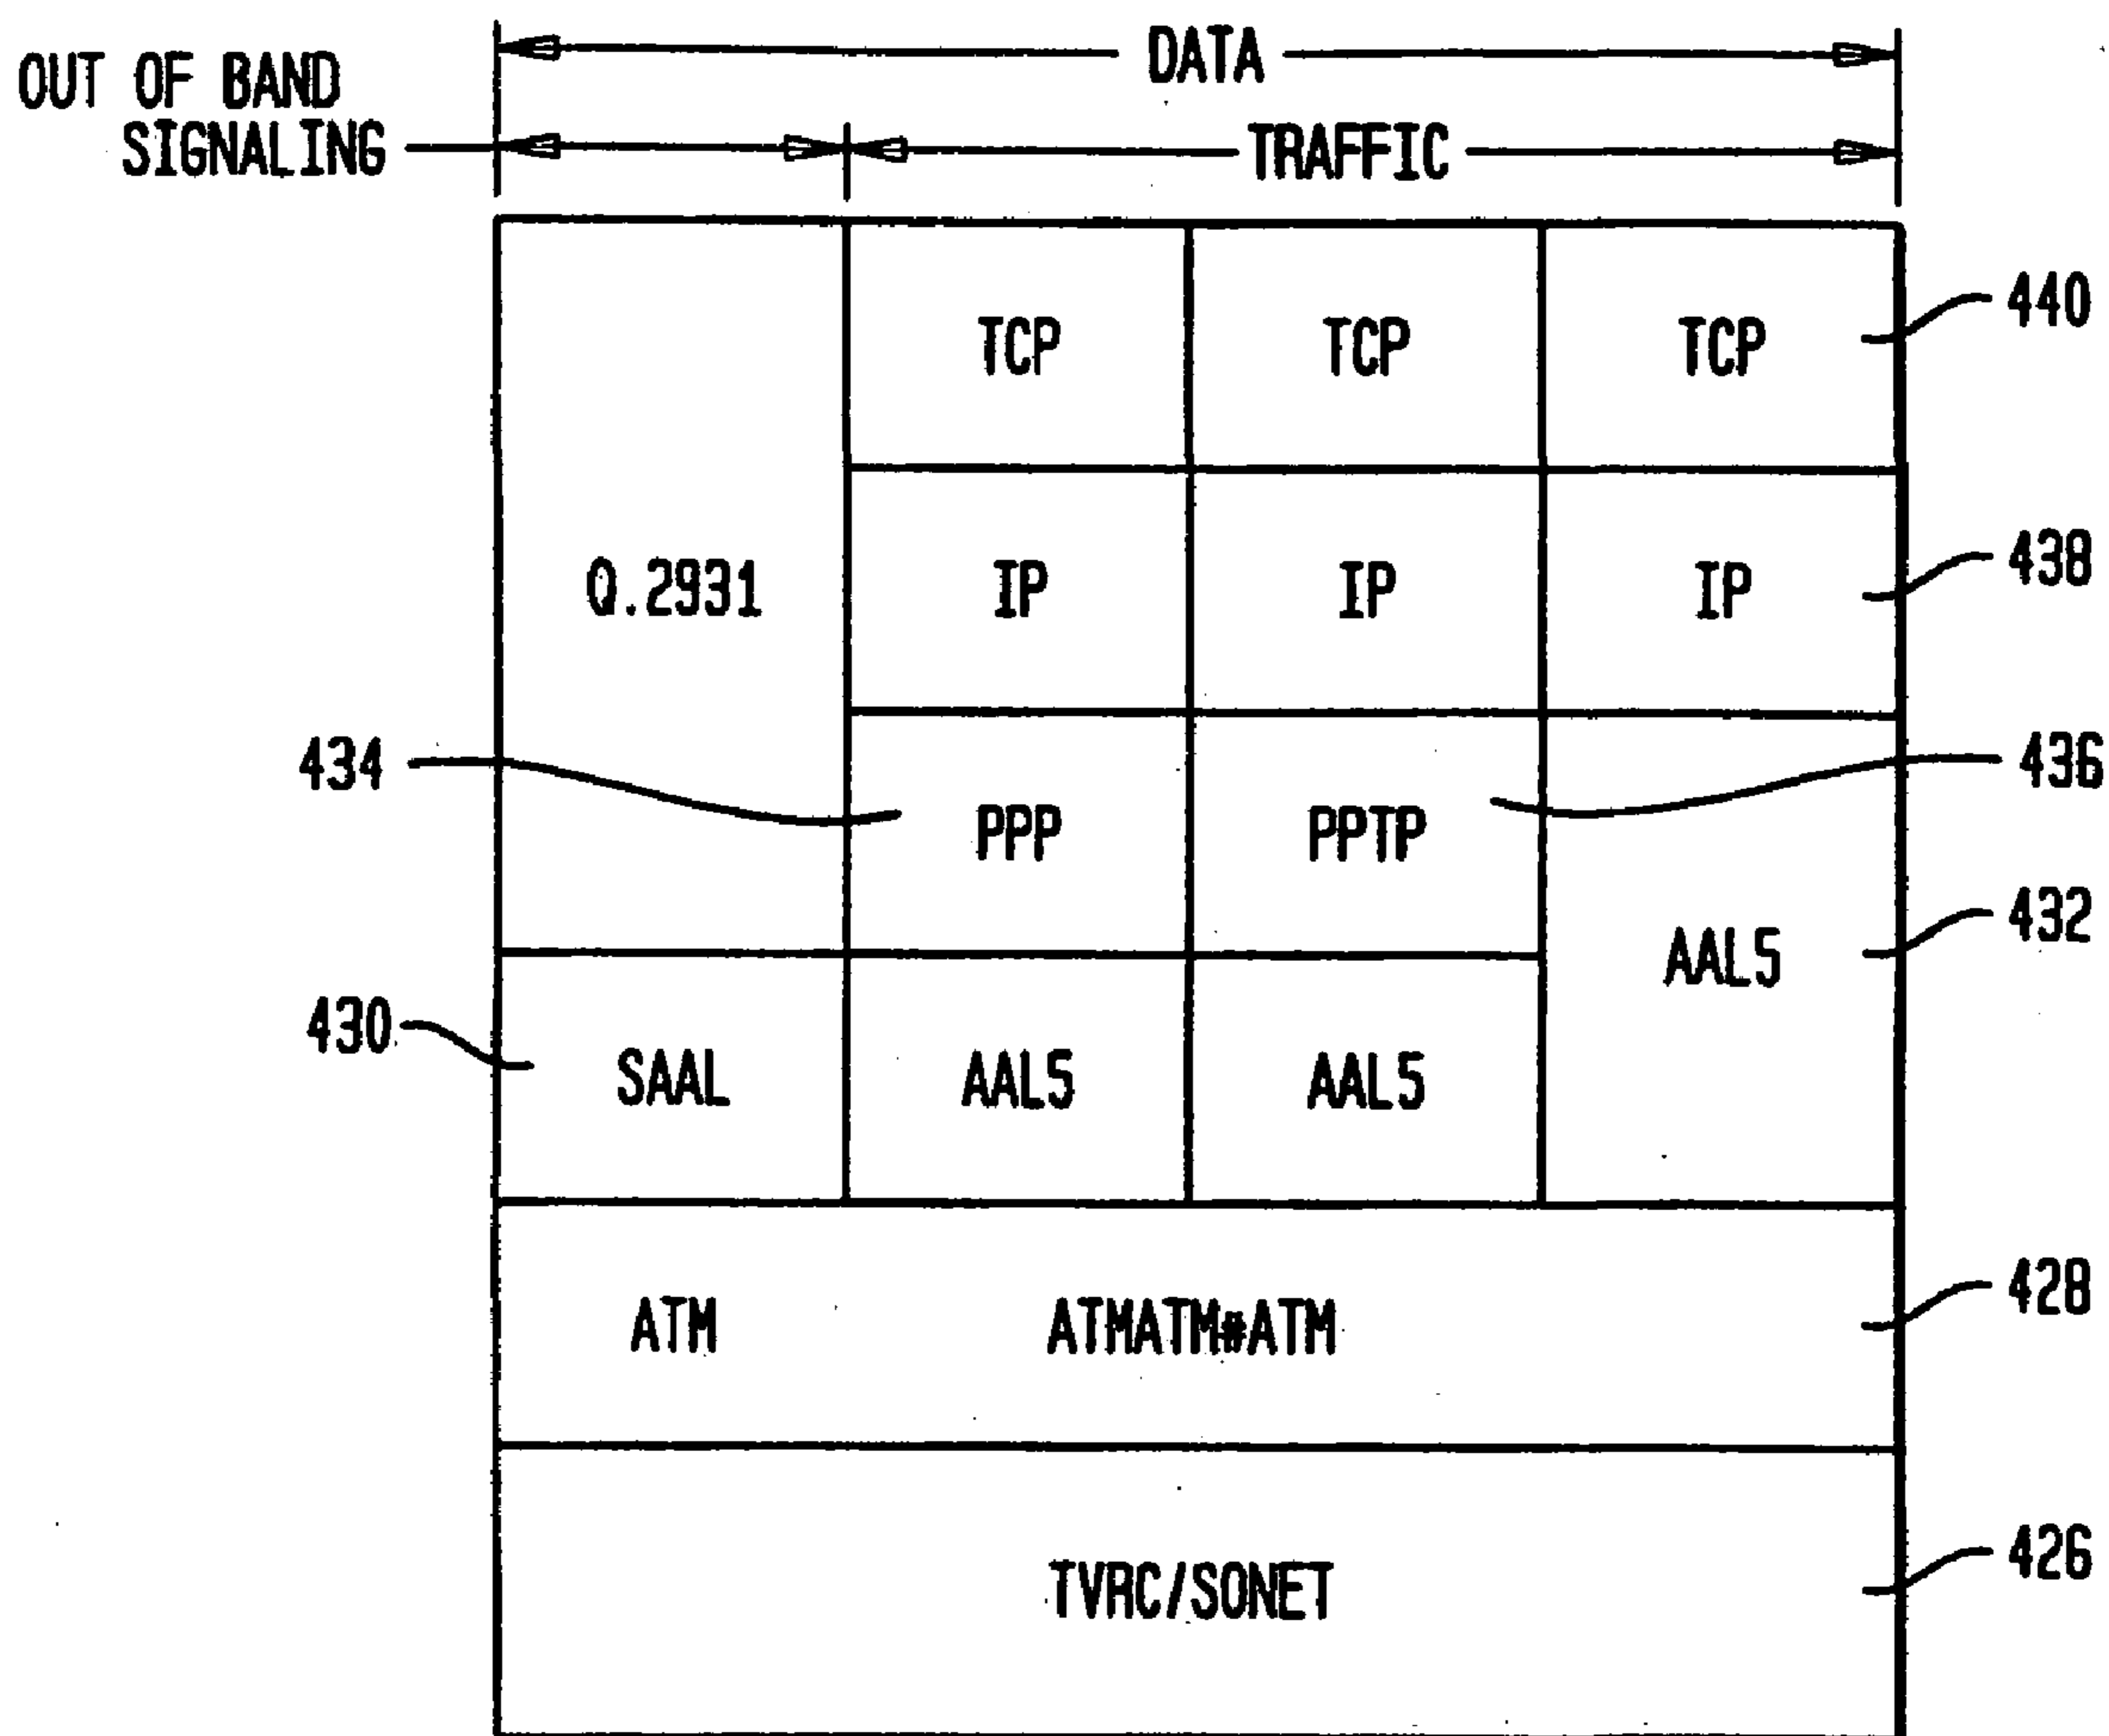 DATA
OUT OF BAND
SIGNALING
TRAFFIC
TCP TCP TCP 440
Q.2931 IP IP IP 438
434 PPP PPTP 436
AAL5 432
430 SAAL AAL5 AAL5
ATM ATMATM#ATM 428
TVRC/SONET 426